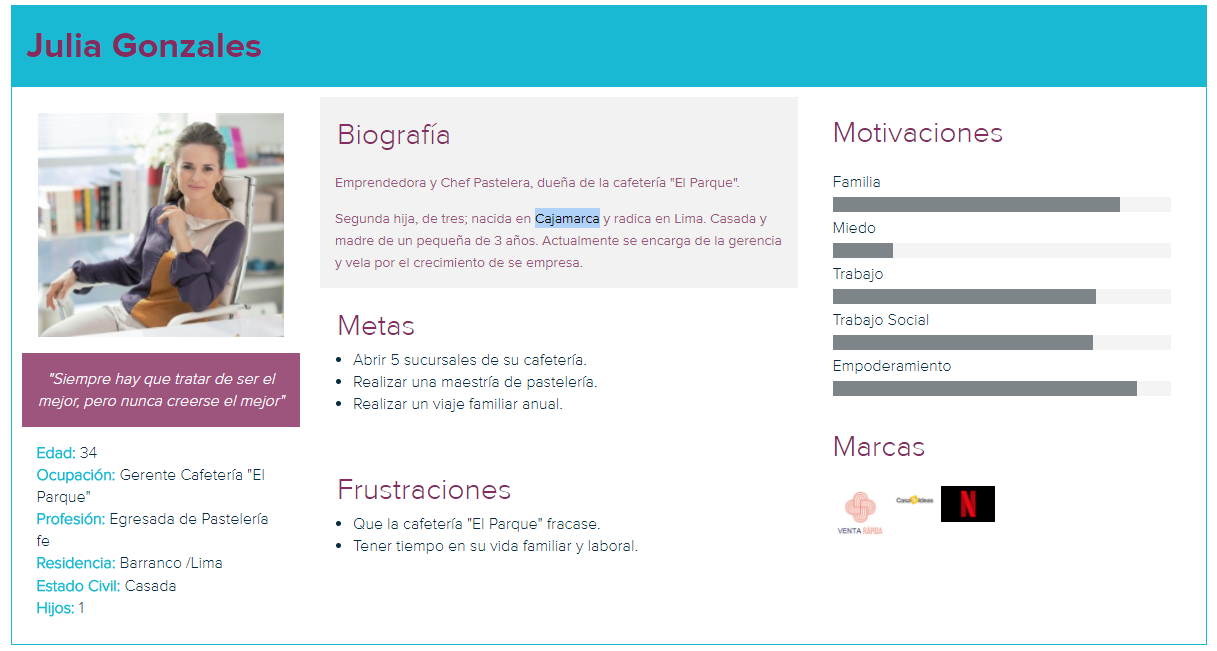 Julia Gonzales
"Siempre hay que tratar de ser el
mejor, pero nunca creerse el mejor"
Edad: 34
Ocupación: Gerente Cafetería "El
Parque"
Profesión: Egresada de Pastelería
fe
Residencia: Barranco /Lima
Estado Civil: Casada
Hijos: 1
Biografía
Emprendedora y Chef Pastelera, dueña de la cafetería "El Parque".
Segunda hija, de tres; nacida en Cajamarca y radica en Lima. Casada y
madre de un pequeña de 3 años. Actualmente se encarga de la gerencia
y vela por el crecimiento de se empresa.
Metas
Abrir 5 sucursales de su cafetería.
Realizar una maestría de pastelería.
Realizar un viaje familiar anual.
Frustraciones
Que la cafetería "El Parque" fracase.
Tener tiempo en su vida familiar y laboral.
Motivaciones
Familia
Miedo
Trabajo
Trabajo Social
Empoderamiento
Marcas
VENTA RÁPIDA
Casa&ideas
N